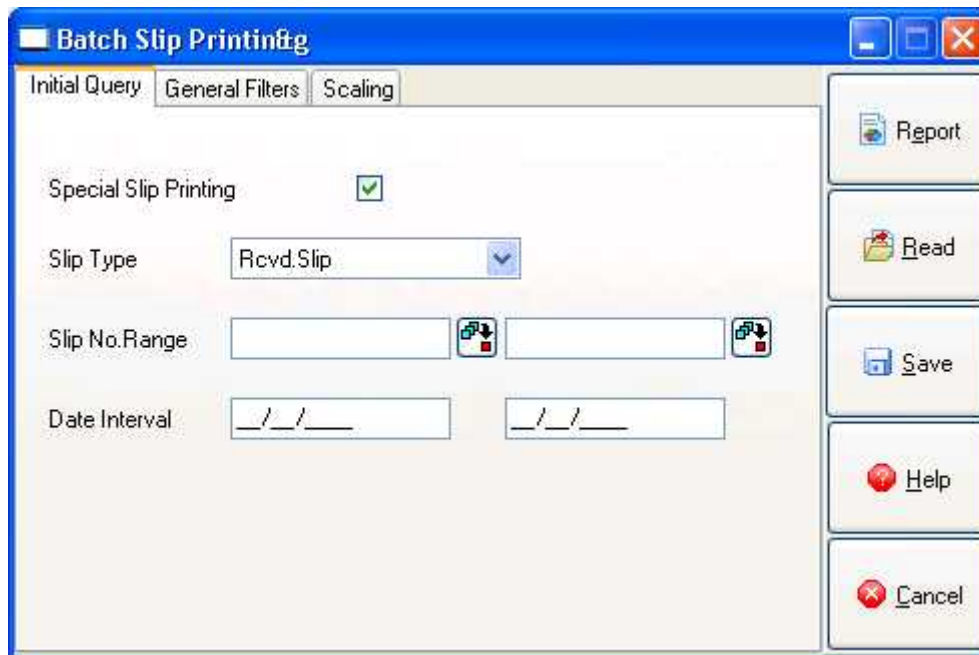 Batch Slip Printin&g
Initial Query General Filters Scaling
Report
Special Slip Printing
Slip Type Rcvd.Slip
Read
Slip No.Range
Save
Date Interval __/__/____ __/__/____
Help
Cancel